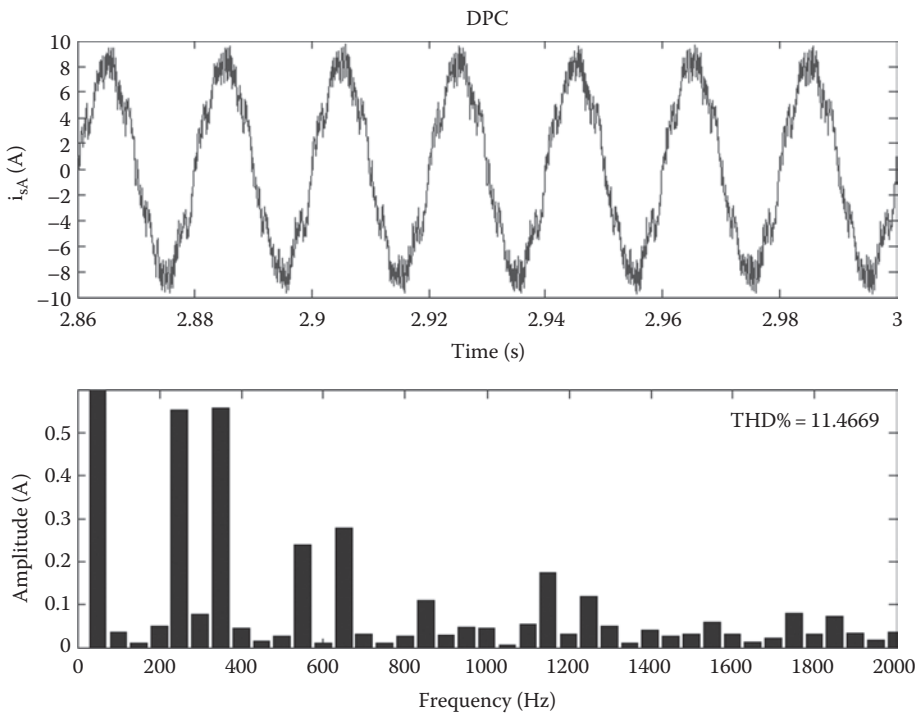 DPC
i_sA (A)
10
8
6
4
2
0
−2
−4
−6
−8
−10
2.86 2.88 2.9 2.92 2.94 2.96 2.98 3
Time (s)
THD% = 11.4669
Amplitude (A)
0.5
0.4
0.3
0.2
0.1
0
0 200 400 600 800 1000 1200 1400 1600 1800 2000
Frequency (Hz)